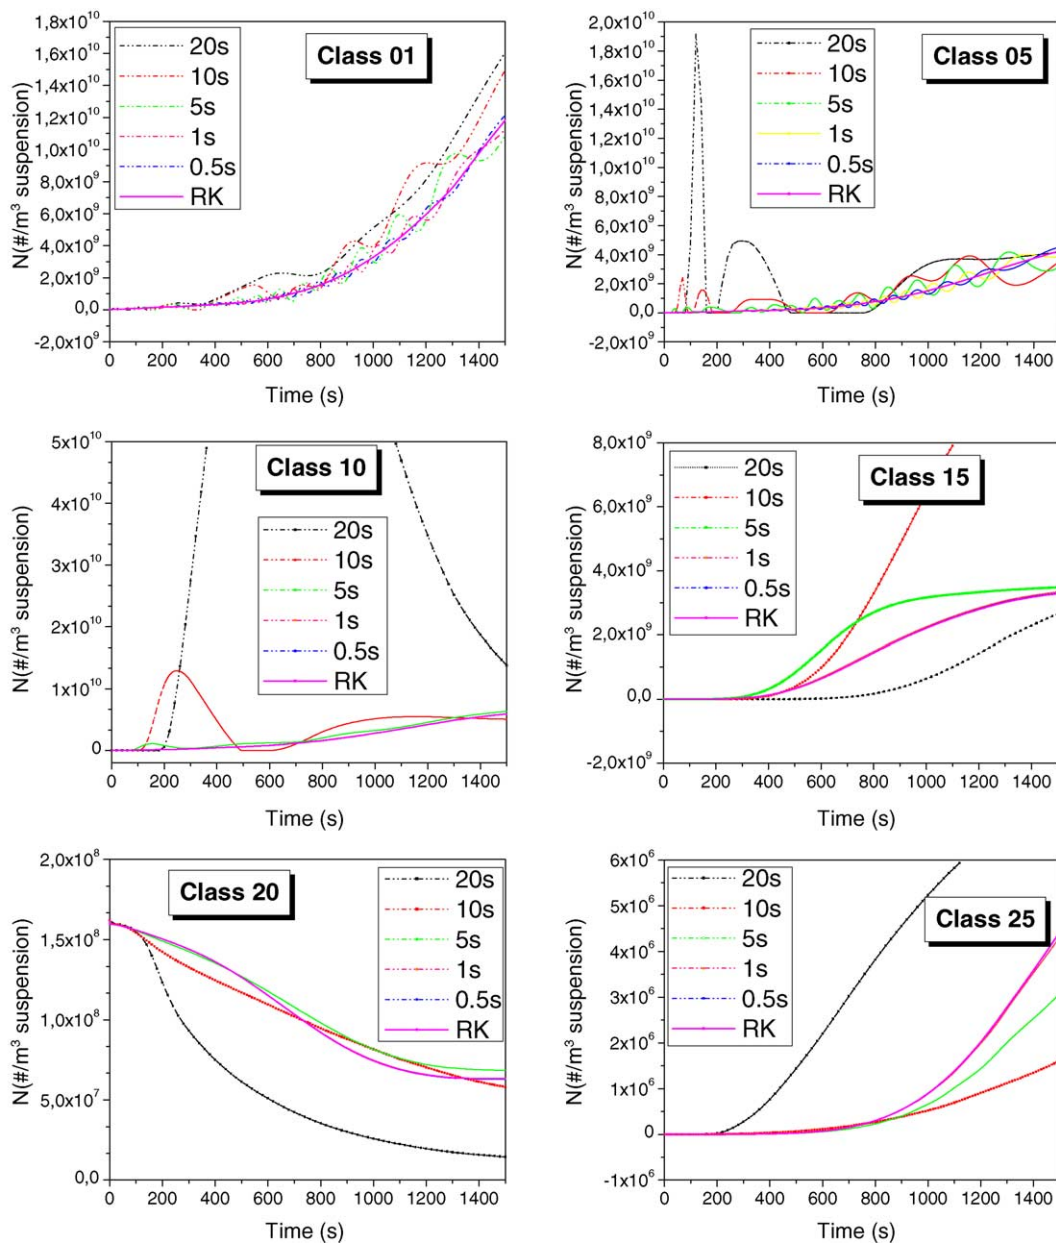 Class 01
20s
10s
5s
1s
0.5s
RK
1,8x10¹⁰
1,6x10¹⁰
1,4x10¹⁰
1,2x10¹⁰
1,0x10¹⁰
8,0x10⁹
6,0x10⁹
4,0x10⁹
2,0x10⁹
0,0
-2,0x10⁹
N(#/m³ suspension)
0 200 400 600 800 1000 1200 1400
Time (s)
Class 05
20s
10s
5s
1s
0.5s
RK
2,0x10¹⁰
1,8x10¹⁰
1,6x10¹⁰
1,4x10¹⁰
1,2x10¹⁰
1,0x10¹⁰
8,0x10⁹
6,0x10⁹
4,0x10⁹
2,0x10⁹
0,0
-2,0x10⁹
N(#/m³ suspension)
0 200 400 600 800 1000 1200 1400
Time (s)
Class 10
20s
10s
5s
1s
0.5s
RK
5x10¹⁰
4x10¹⁰
3x10¹⁰
2x10¹⁰
1x10¹⁰
0
N(#/m³ suspension)
0 200 400 600 800 1000 1200 1400
Time (s)
Class 15
20s
10s
5s
1s
0.5s
RK
8,0x10⁹
6,0x10⁹
4,0x10⁹
2,0x10⁹
0,0
-2,0x10⁹
N(#/m³ suspension)
0 200 400 600 800 1000 1200 1400
Time (s)
Class 20
20s
10s
5s
1s
0.5s
RK
2,0x10⁸
1,5x10⁸
1,0x10⁸
5,0x10⁷
0,0
N(#/m³ suspension)
0 200 400 600 800 1000 1200 1400
Time (s)
Class 25
20s
10s
5s
1s
0.5s
RK
6x10⁶
5x10⁶
4x10⁶
3x10⁶
2x10⁶
1x10⁶
0
-1x10⁶
N(#/m³ suspension)
0 200 400 600 800 1000 1200 1400
Time (s)